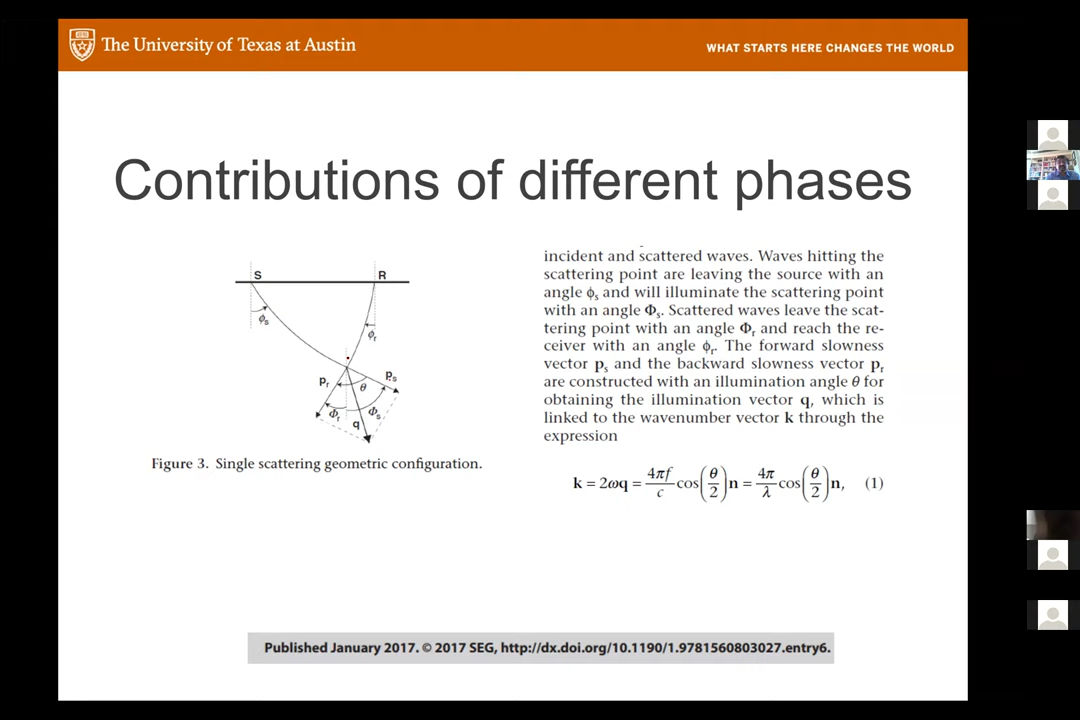 The University of Texas at Austin
WHAT STARTS HERE CHANGES THE WORLD
Contributions of different phases
S
R
ϕs
ϕr
pr
θ
ps
Φr
Φs
q
Figure 3. Single scattering geometric configuration.
incident and scattered waves. Waves hitting the
scattering point are leaving the source with an
angle ϕs and will illuminate the scattering point
with an angle Φs. Scattered waves leave the scat-
tering point with an angle Φr and reach the re-
ceiver with an angle ϕr. The forward slowness
vector ps and the backward slowness vector pr
are constructed with an illumination angle θ for
obtaining the illumination vector q, which is
linked to the wavenumber vector k through the
expression
k = 2ωq = 4πf/c cos(θ/2)n = 4π/λ cos(θ/2)n, (1)
Published January 2017. © 2017 SEG, http://dx.doi.org/10.1190/1.9781560803027.entry6.